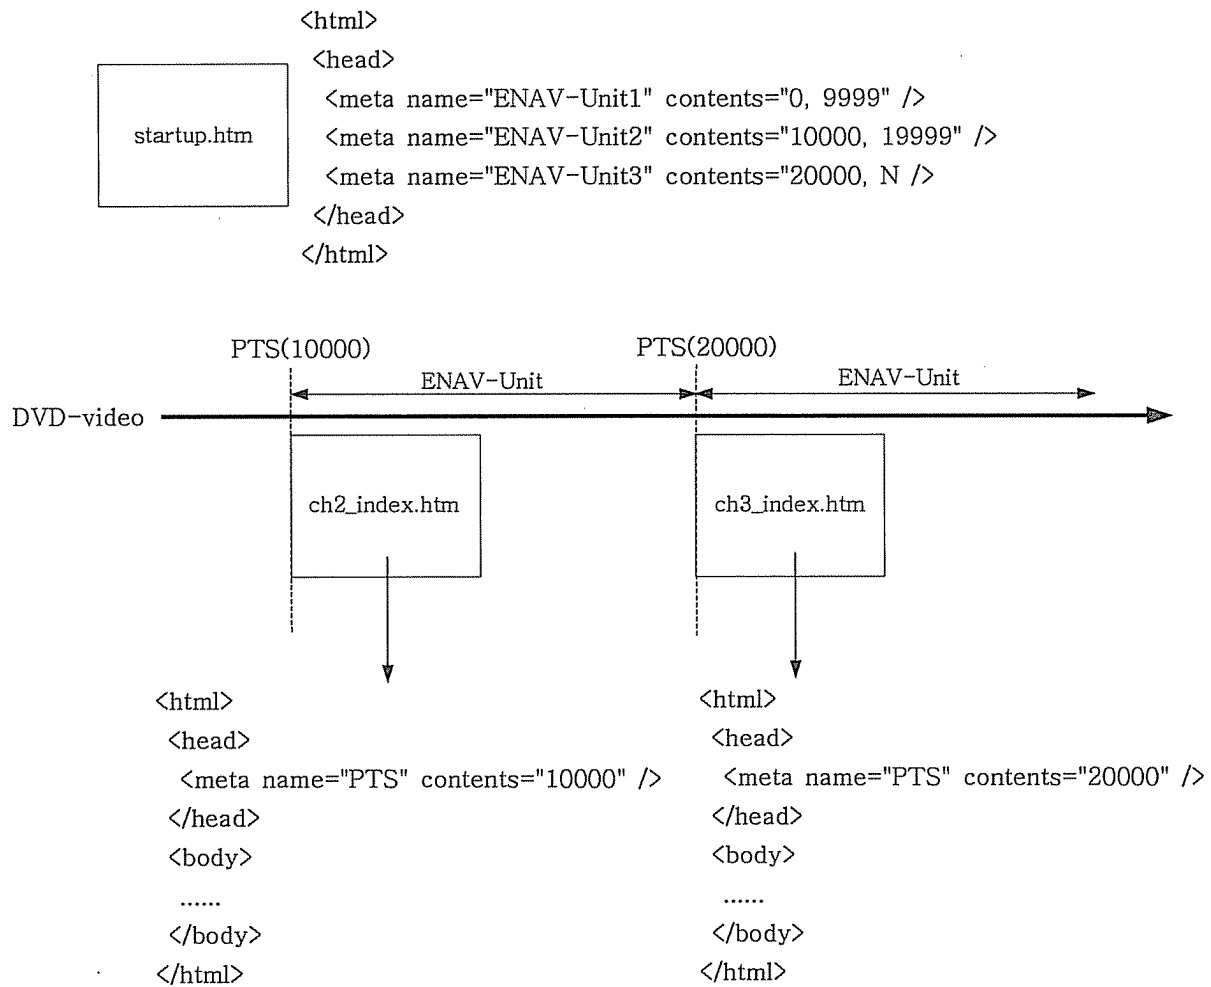 <html>
<head>
<meta name="ENAV-Unit1" contents="0, 9999" />
startup.htm
<meta name="ENAV-Unit2" contents="10000, 19999" />
<meta name="ENAV-Unit3" contents="20000, N />
</head>
</html>
PTS(10000)
PTS(20000)
ENAV-Unit
ENAV-Unit
DVD-video
ch2_index.htm
ch3_index.htm
<html>
<head>
<meta name="PTS" contents="10000" />
</head>
<body>
......
</body>
</html>
<html>
<head>
<meta name="PTS" contents="20000" />
</head>
<body>
......
</body>
</html>